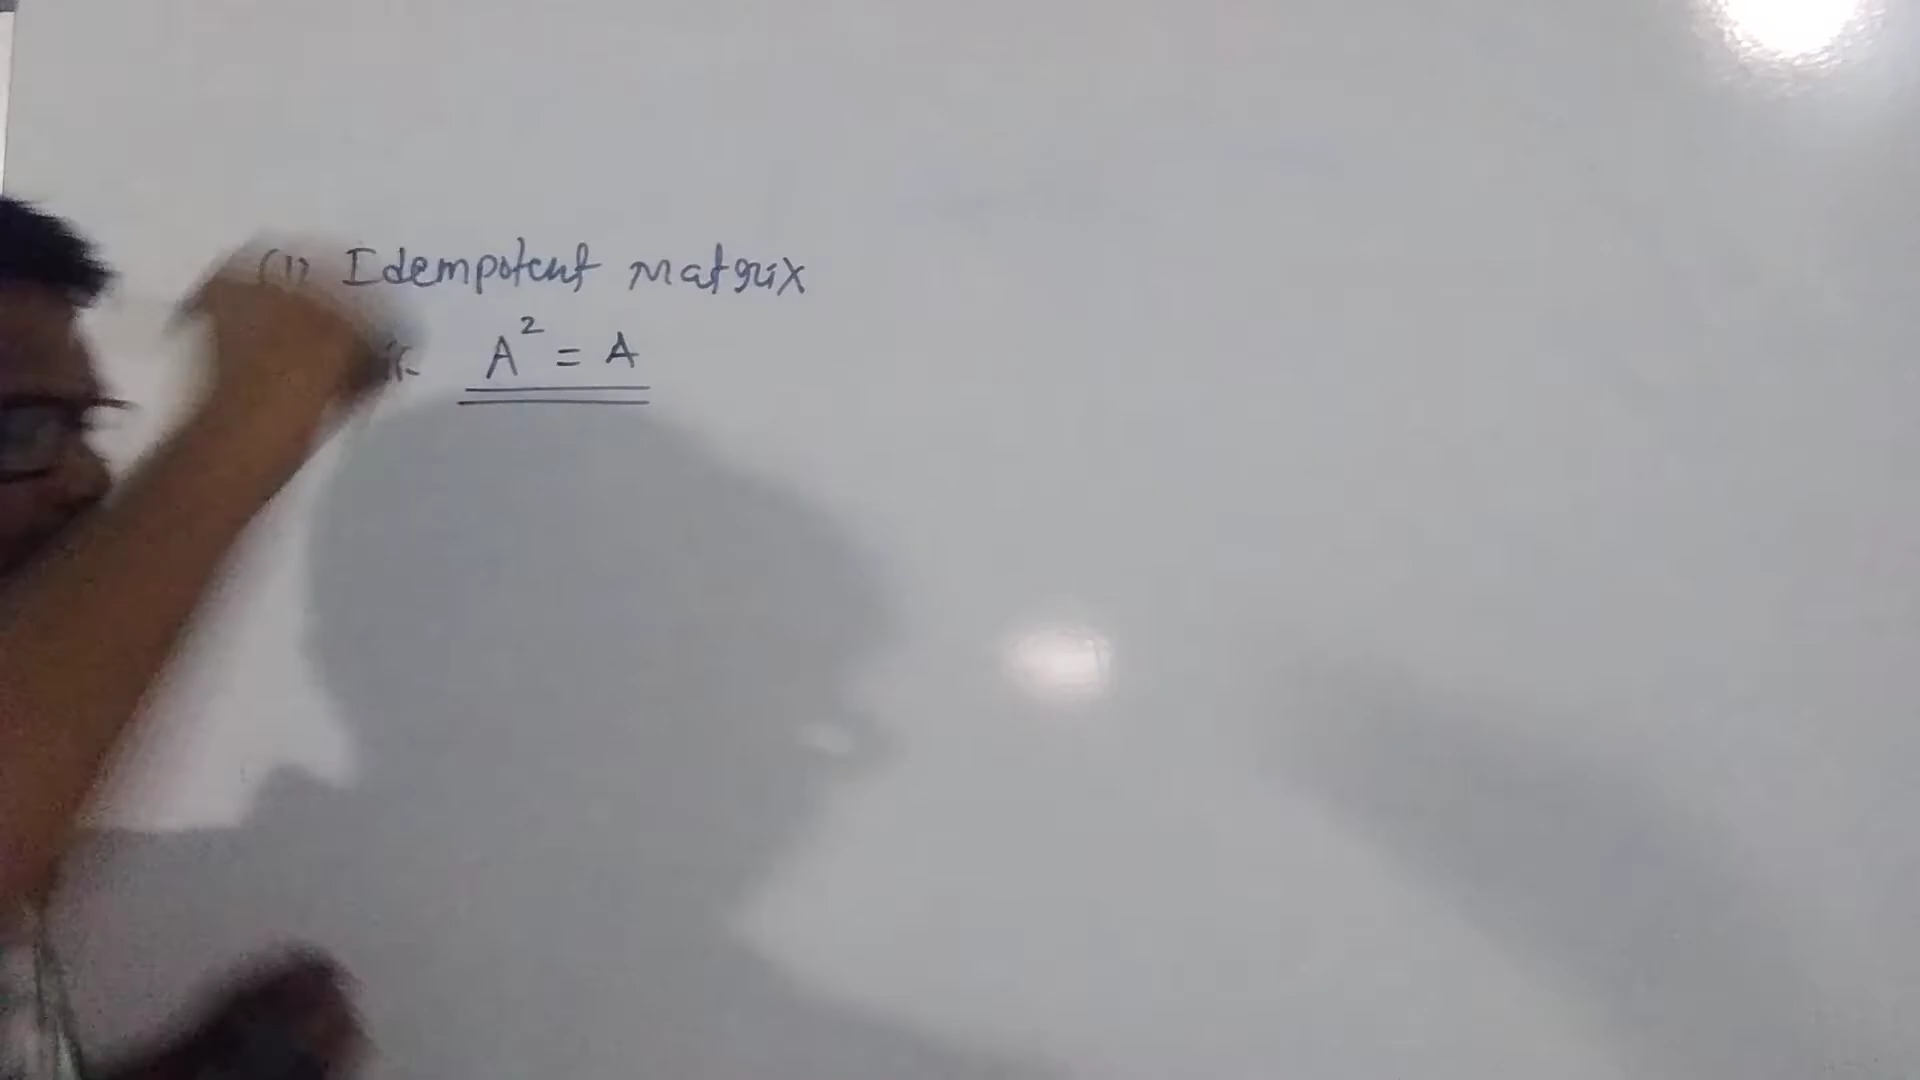 (1) Idempotent matrix
if A² = A